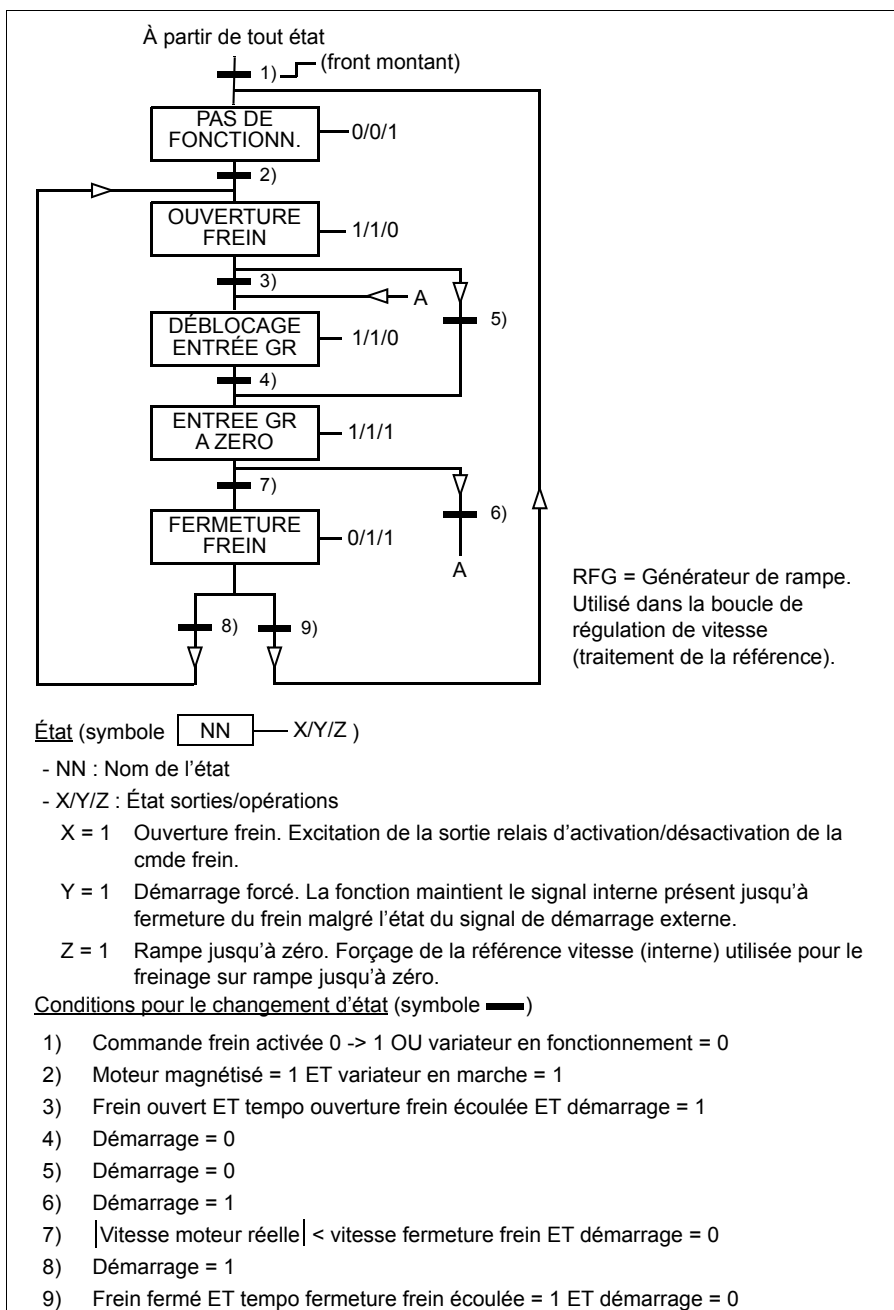 À partir de tout état
1) (front montant)
PAS DE
FONCTIONN.
0/0/1
2)
OUVERTURE
FREIN
1/1/0
3)
A
5)
DÉBLOCAGE
ENTRÉE GR
1/1/0
4)
ENTREE GR
A ZERO
1/1/1
7)
6)
FERMETURE
FREIN
0/1/1
A
RFG = Générateur de rampe.
Utilisé dans la boucle de
régulation de vitesse
(traitement de la référence).
8)
9)
État (symbole NN X/Y/Z )
- NN : Nom de l’état
- X/Y/Z : État sorties/opérations
X = 1 Ouverture frein. Excitation de la sortie relais d’activation/désactivation de la
cmde frein.
Y = 1 Démarrage forcé. La fonction maintient le signal interne présent jusqu’à
fermeture du frein malgré l’état du signal de démarrage externe.
Z = 1 Rampe jusqu’à zéro. Forçage de la référence vitesse (interne) utilisée pour le
freinage sur rampe jusqu’à zéro.
Conditions pour le changement d’état (symbole )
1) Commande frein activée 0 -> 1 OU variateur en fonctionnement = 0
2) Moteur magnétisé = 1 ET variateur en marche = 1
3) Frein ouvert ET tempo ouverture frein écoulée ET démarrage = 1
4) Démarrage = 0
5) Démarrage = 0
6) Démarrage = 1
7) |Vitesse moteur réelle| < vitesse fermeture frein ET démarrage = 0
8) Démarrage = 1
9) Frein fermé ET tempo fermeture frein écoulée = 1 ET démarrage = 0